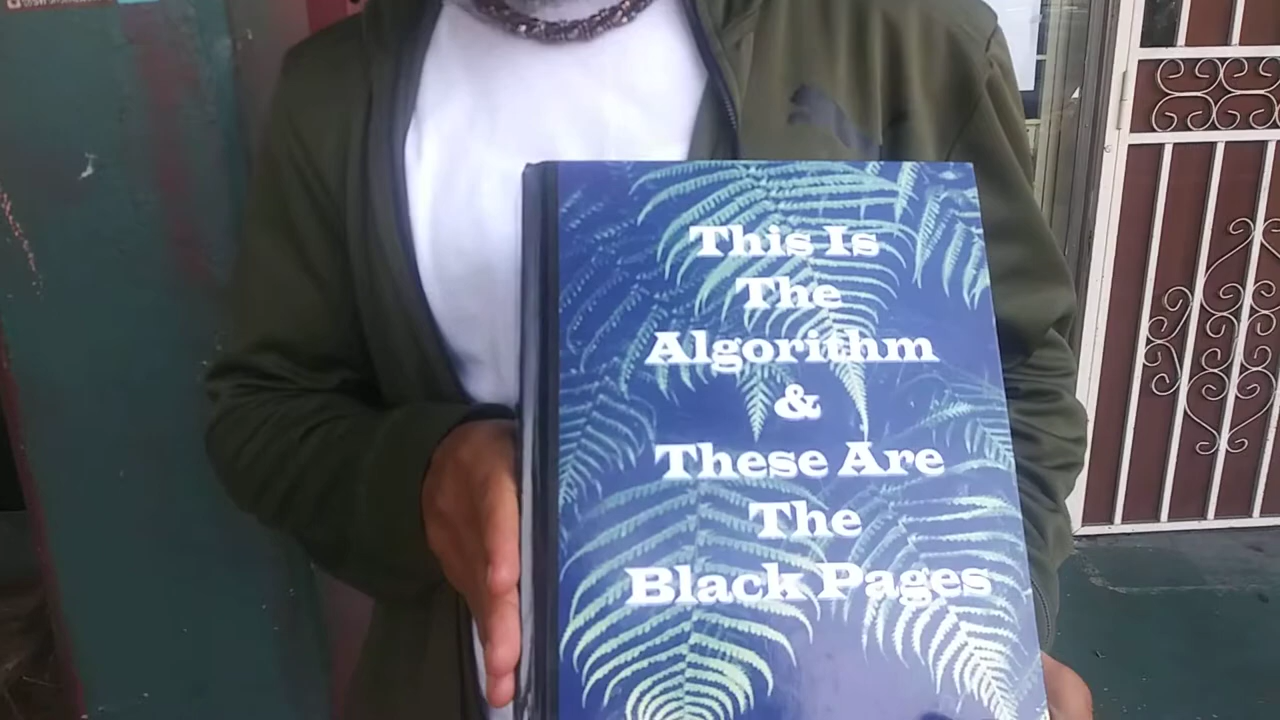 This Is
The
Algorithm
&
These Are
The
Black Pages